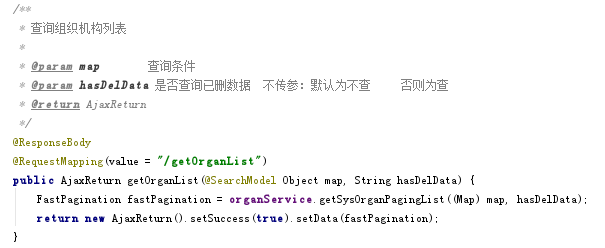 /**
 * 查询组织机构列表
 *
 * @param map        查询条件
 * @param hasDelData 是否查询已删数据  不传参：默认为不查    否则为查
 * @return AjaxReturn
 */
@ResponseBody
@RequestMapping(value = "/getOrganList")
public AjaxReturn getOrganList(@SearchModel Object map, String hasDelData) {
    FastPagination fastPagination = organService.getSysOrganPagingList((Map) map, hasDelData);
    return new AjaxReturn().setSuccess(true).setData(fastPagination);
}